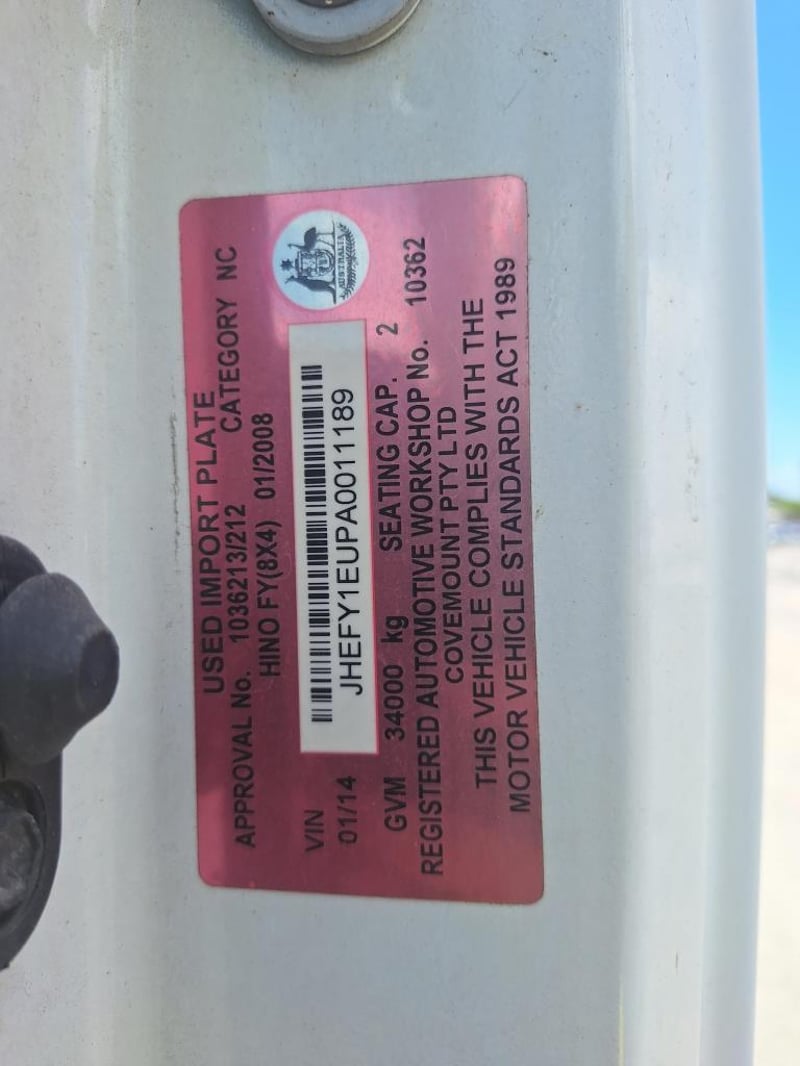 USED IMPORT PLATE
APPROVAL No. 1036213/212 CATEGORY NC
HINO FY(8X4) 01/2008
AUSTRALIA
VIN
01/14
JHEFY1EUPA0011189
GVM 34000 kg SEATING CAP. 2
REGISTERED AUTOMOTIVE WORKSHOP No. 10362
COVEMOUNT PTY LTD
THIS VEHICLE COMPLIES WITH THE
MOTOR VEHICLE STANDARDS ACT 1989